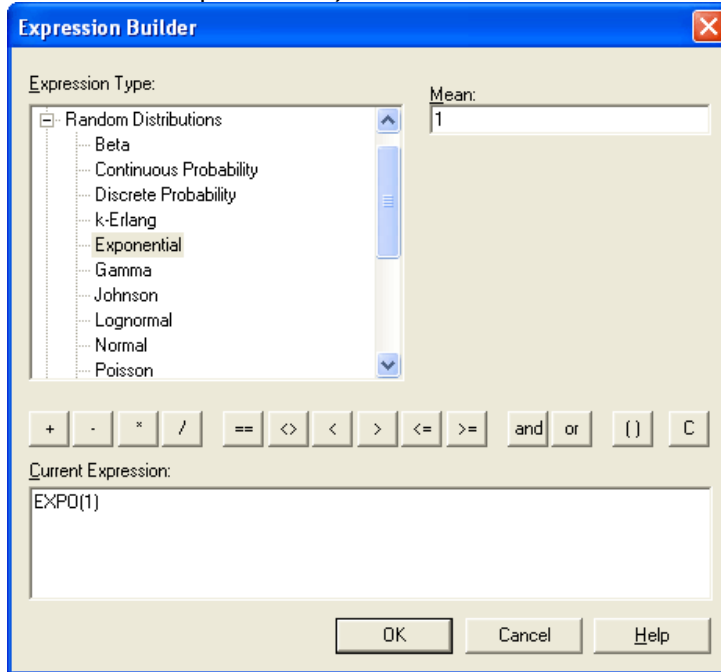 Expression Builder
Expression Type:
Mean:
1
Random Distributions
Beta
Continuous Probability
Discrete Probability
k-Erlang
Exponential
Gamma
Johnson
Lognormal
Normal
Poisson
+ - * / == <> < > <= >= and or ( ) C
Current Expression:
EXPO(1)
OK Cancel Help